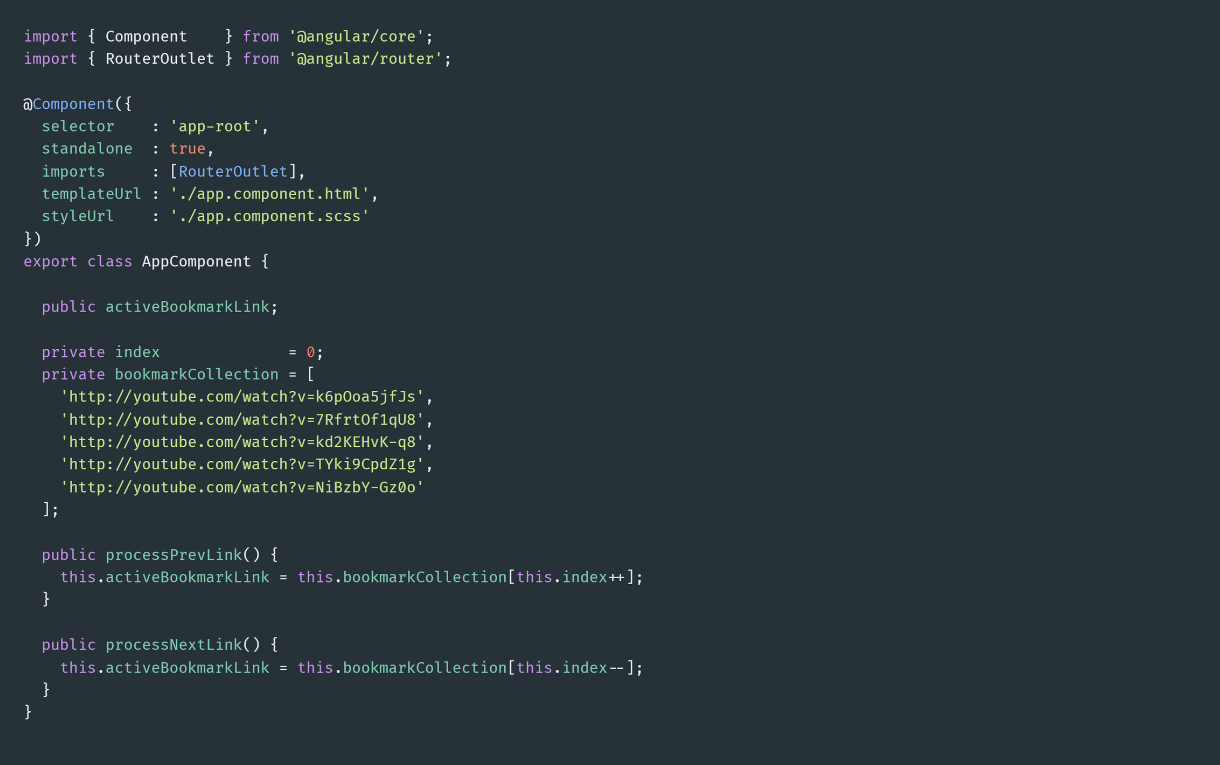 import { Component    } from '@angular/core';
import { RouterOutlet } from '@angular/router';

@Component({
  selector    : 'app-root',
  standalone  : true,
  imports     : [RouterOutlet],
  templateUrl : './app.component.html',
  styleUrl    : './app.component.scss'
})
export class AppComponent {

  public activeBookmarkLink;

  private index              = 0;
  private bookmarkCollection = [
    'http://youtube.com/watch?v=k6pOoa5jfJs',
    'http://youtube.com/watch?v=7RfrtOf1qU8',
    'http://youtube.com/watch?v=kd2KEHvK-q8',
    'http://youtube.com/watch?v=TYki9CpdZ1g',
    'http://youtube.com/watch?v=NiBzbY-Gz0o'
  ];

  public processPrevLink() {
    this.activeBookmarkLink = this.bookmarkCollection[this.index++];
  }

  public processNextLink() {
    this.activeBookmarkLink = this.bookmarkCollection[this.index--];
  }
}